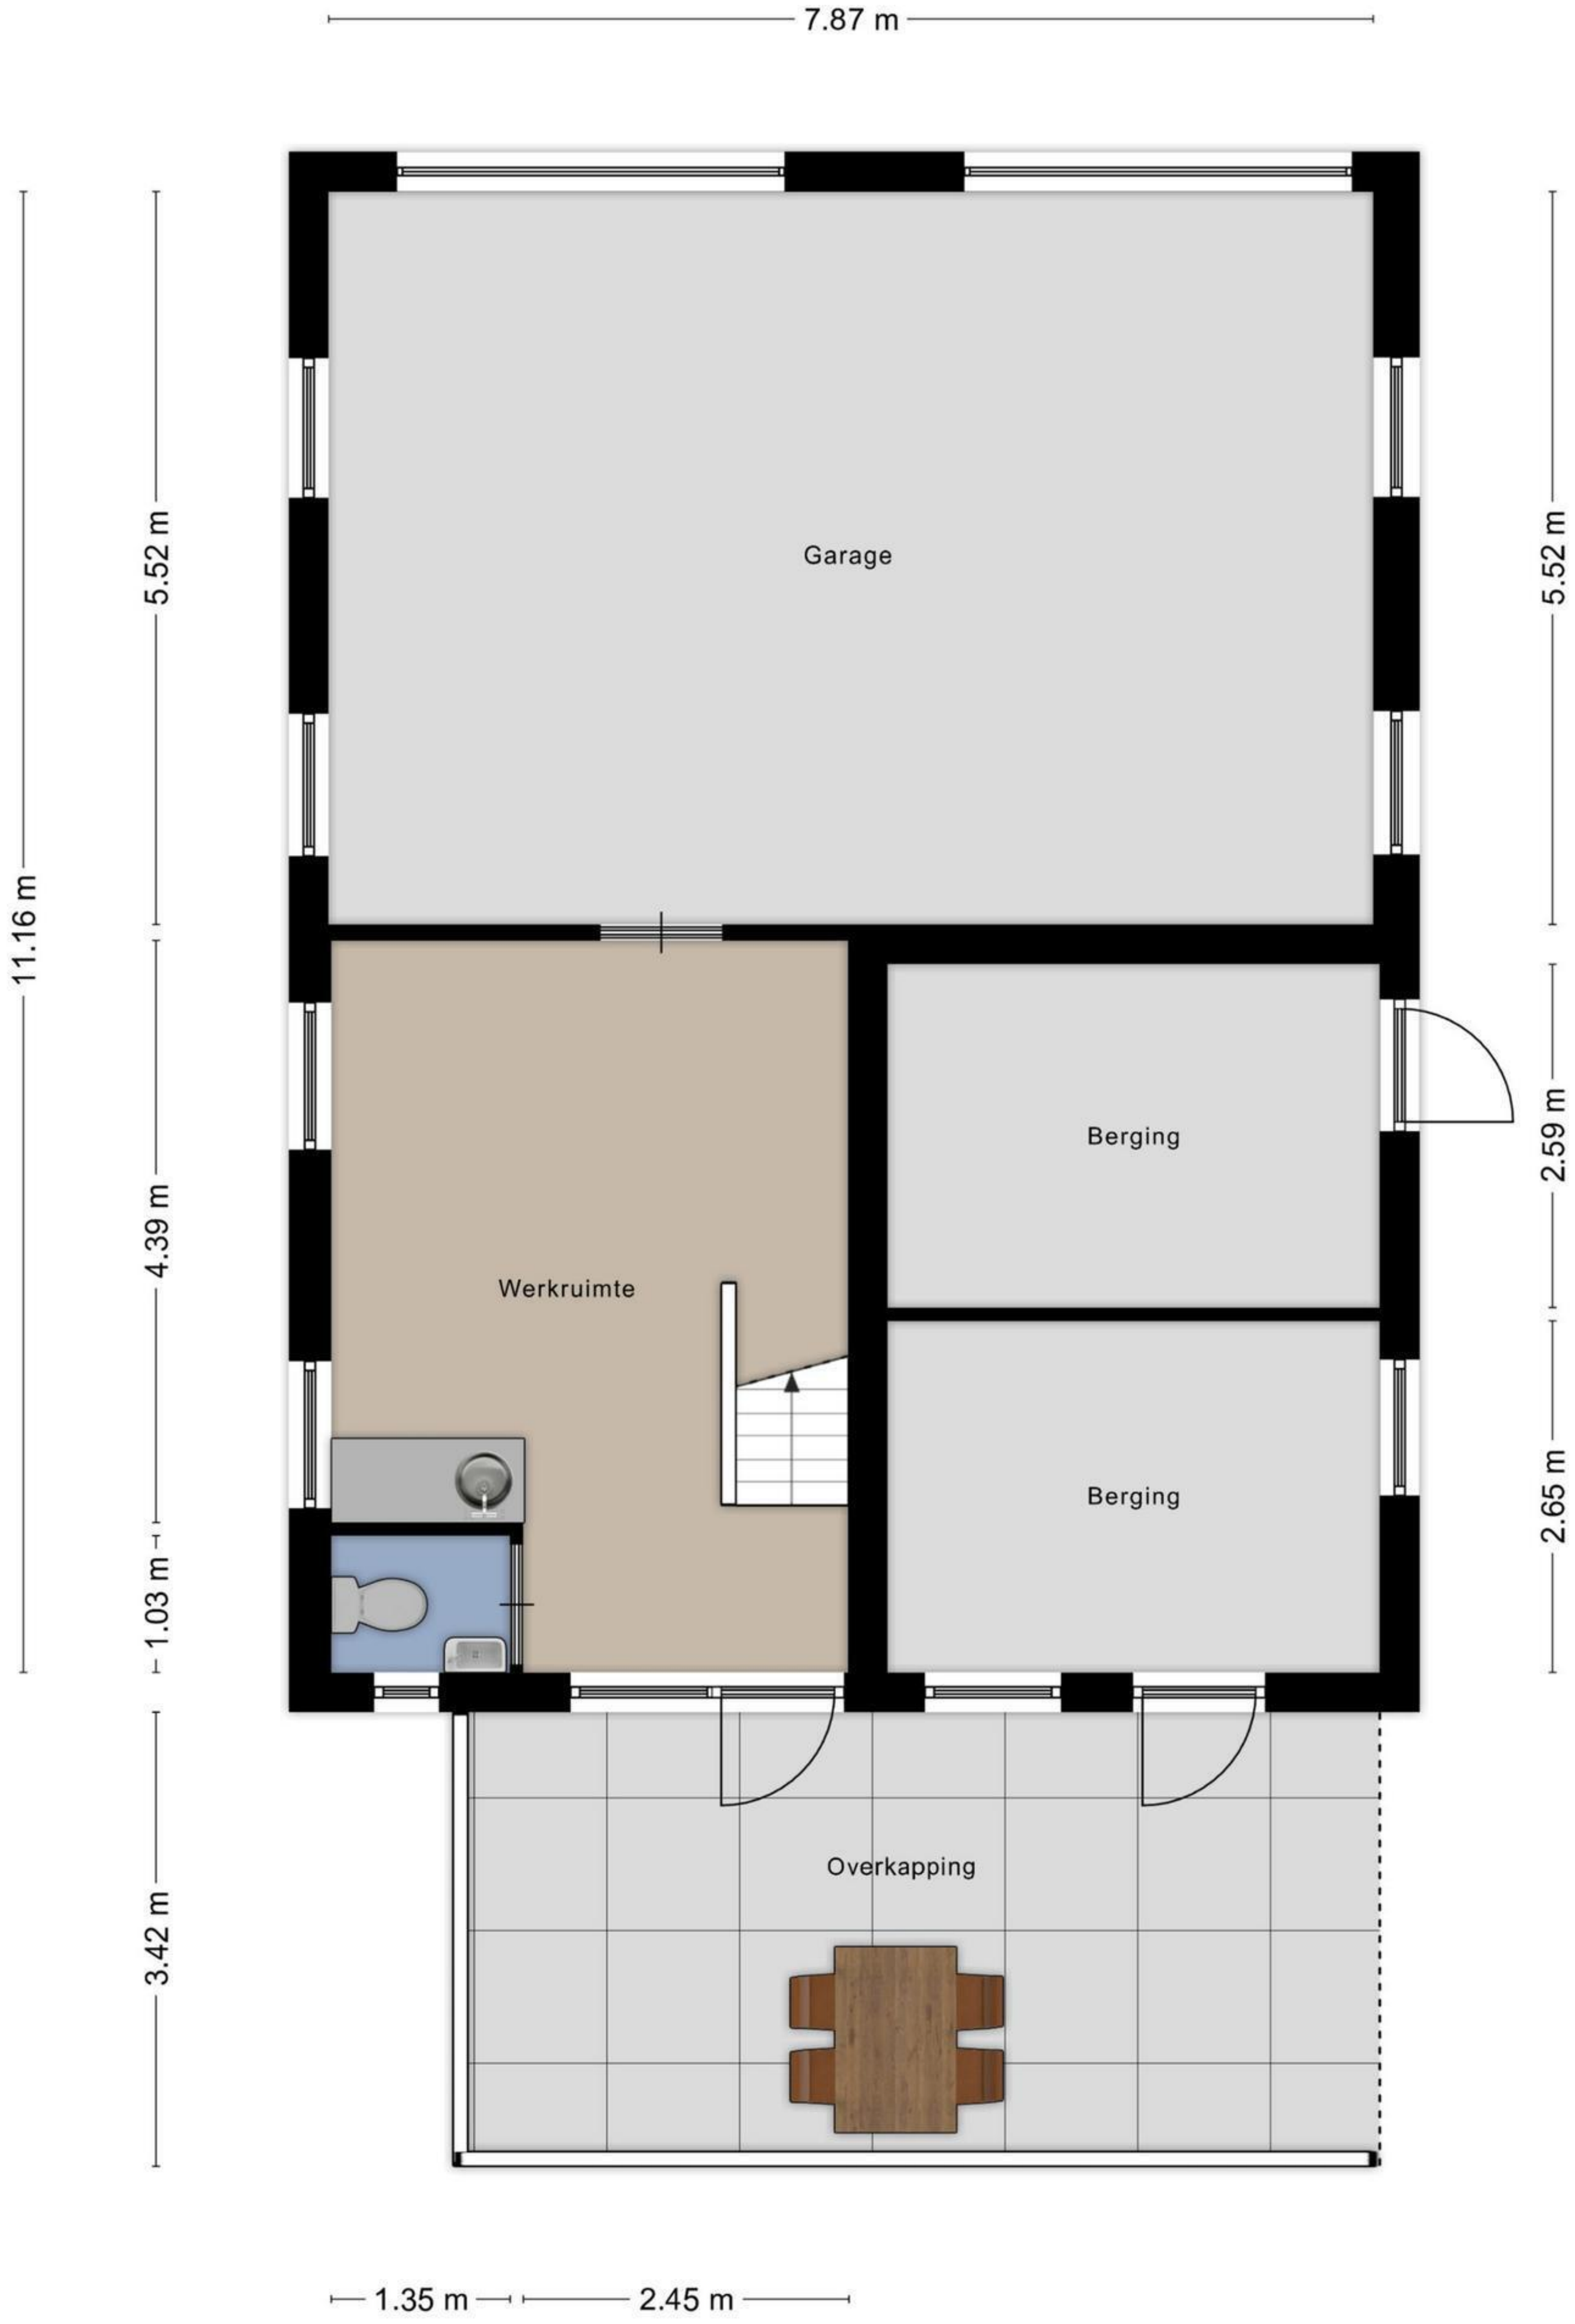 7.87 m
Garage
5.52 m
5.52 m
11.16 m
Berging
2.59 m
4.39 m
Werkruimte
Berging
2.65 m
1.03 m
Overkapping
3.42 m
1.35 m
2.45 m